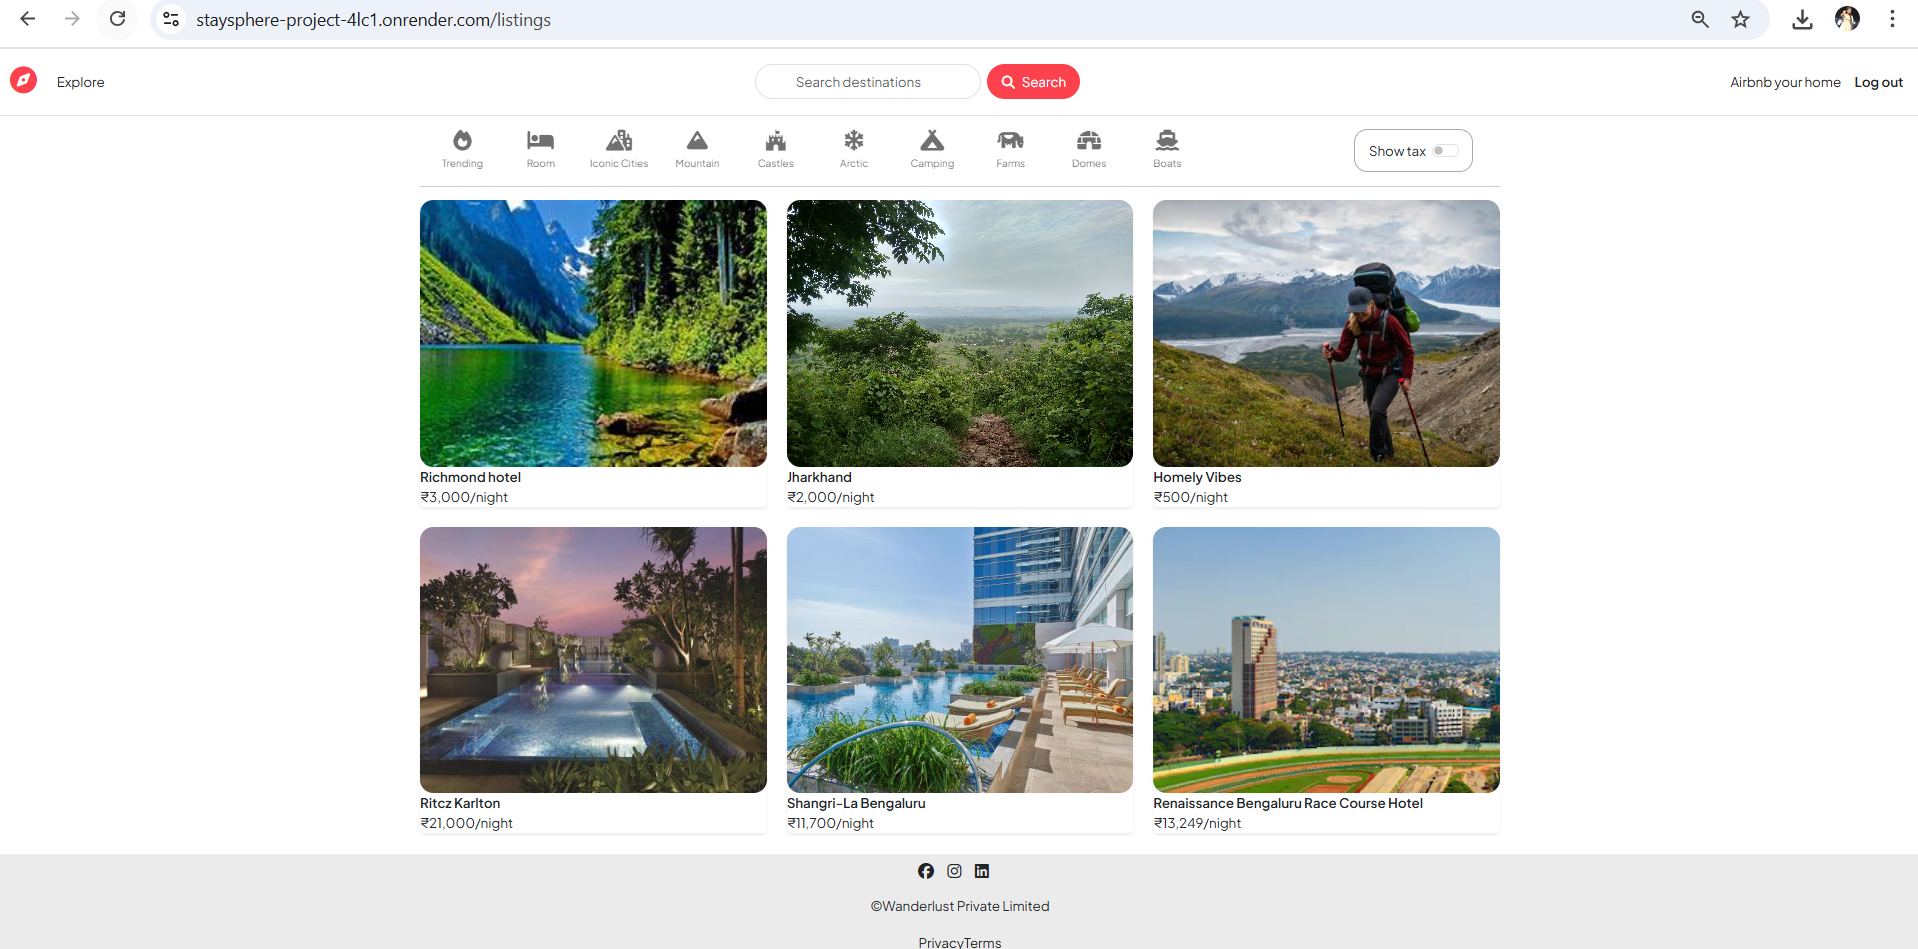 staysphere-project-4lc1.onrender.com/listings
Explore
Search destinations
Search
Airbnb your home
Log out
Trending
Room
Iconic Cities
Mountain
Castles
Arctic
Camping
Farms
Domes
Boats
Show tax
Richmond hotel
₹3,000/night
Jharkhand
₹2,000/night
Homely Vibes
₹500/night
Ritcz Karlton
₹21,000/night
Shangri-La Bengaluru
₹11,700/night
Renaissance Bengaluru Race Course Hotel
₹13,249/night
©Wanderlust Private Limited
PrivacyTerms